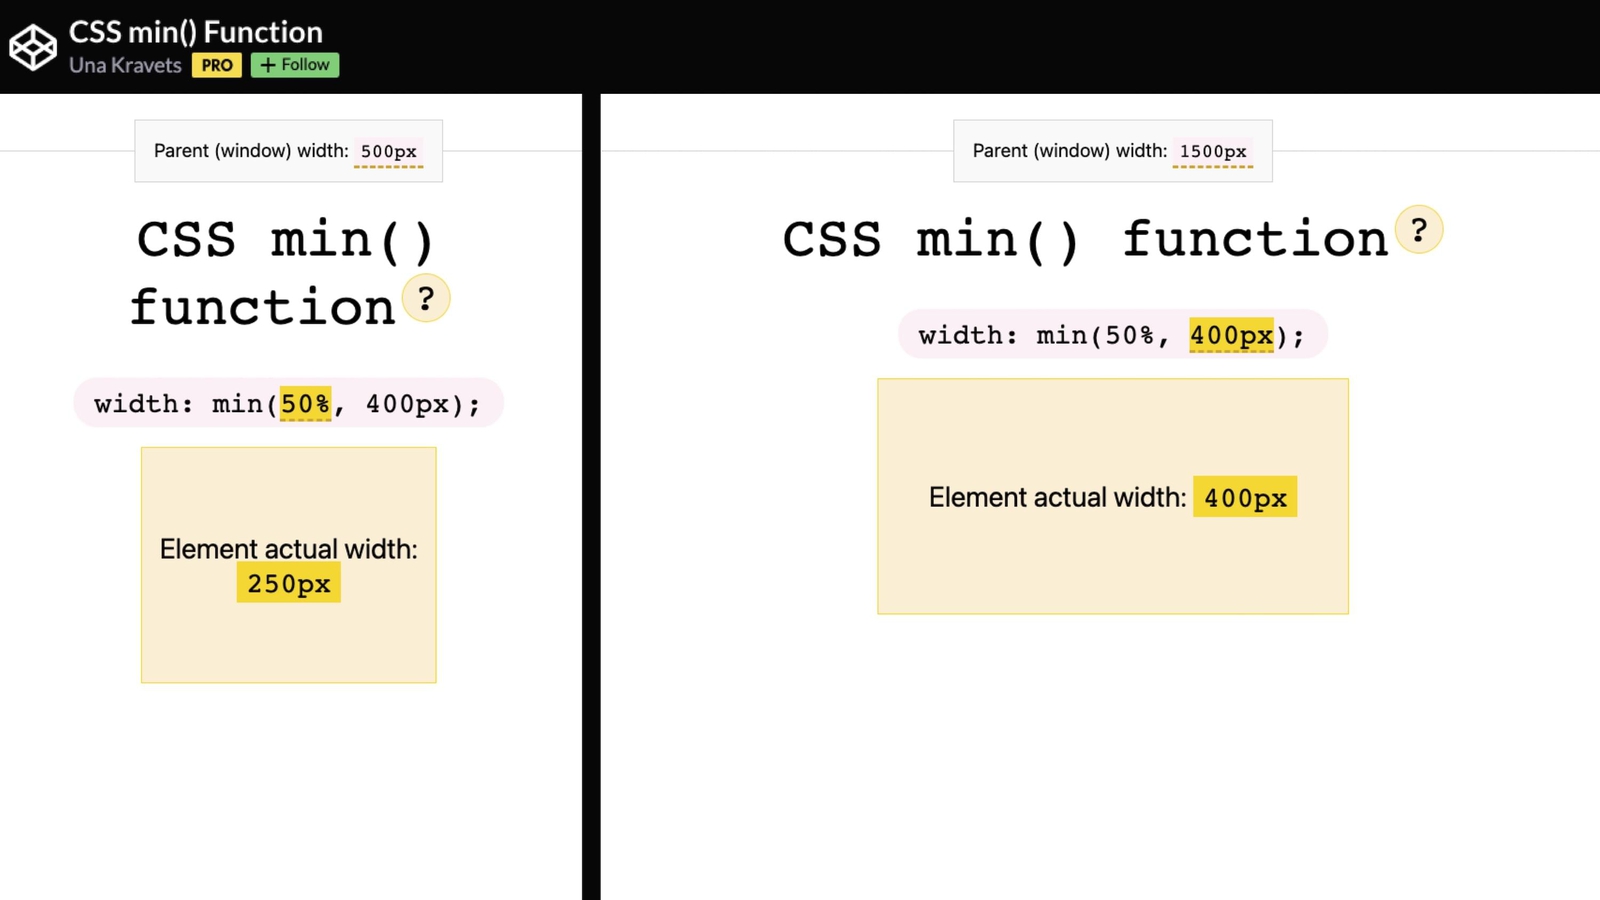 CSS min() Function
Una Kravets PRO + Follow
Parent (window) width: 500px
CSS min()
function ?
width: min(50%, 400px);
Element actual width:
250px
Parent (window) width: 1500px
CSS min() function ?
width: min(50%, 400px);
Element actual width: 400px